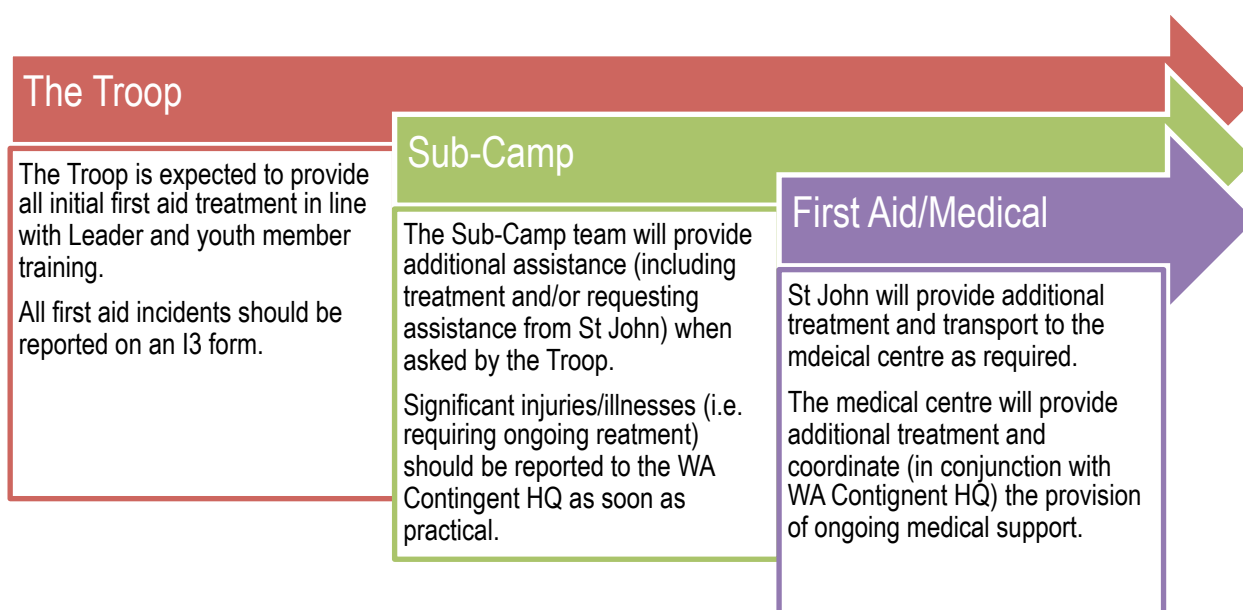 The Troop
The Troop is expected to provide
all initial first aid treatment in line
with Leader and youth member
training.
All first aid incidents should be
reported on an I3 form.
Sub-Camp
The Sub-Camp team will provide
additional assistance (including
treatment and/or requesting
assistance from St John) when
asked by the Troop.
Significant injuries/illnesses (i.e.
requiring ongoing reatment)
should be reported to the WA
Contingent HQ as soon as
practical.
First Aid/Medical
St John will provide additional
treatment and transport to the
mdeical centre as required.
The medical centre will provide
additional treatment and
coordinate (in conjunction with
WA Contignent HQ) the provision
of ongoing medical support.